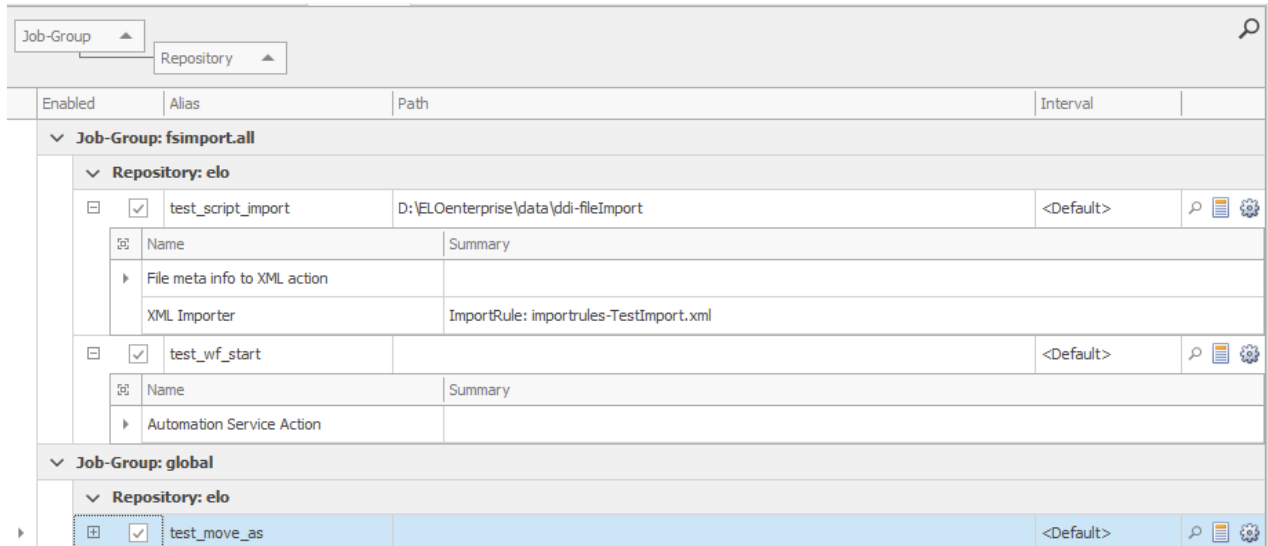 Job-Group
Repository
Enabled Alias Path Interval
Job-Group: fsimport.all
Repository: elo
test_script_import D:\ELOenterprise\data\ddi-fileImport <Default>
Name Summary
File meta info to XML action
XML Importer ImportRule: importrules-TestImport.xml
test_wf_start <Default>
Name Summary
Automation Service Action
Job-Group: global
Repository: elo
test_move_as <Default>